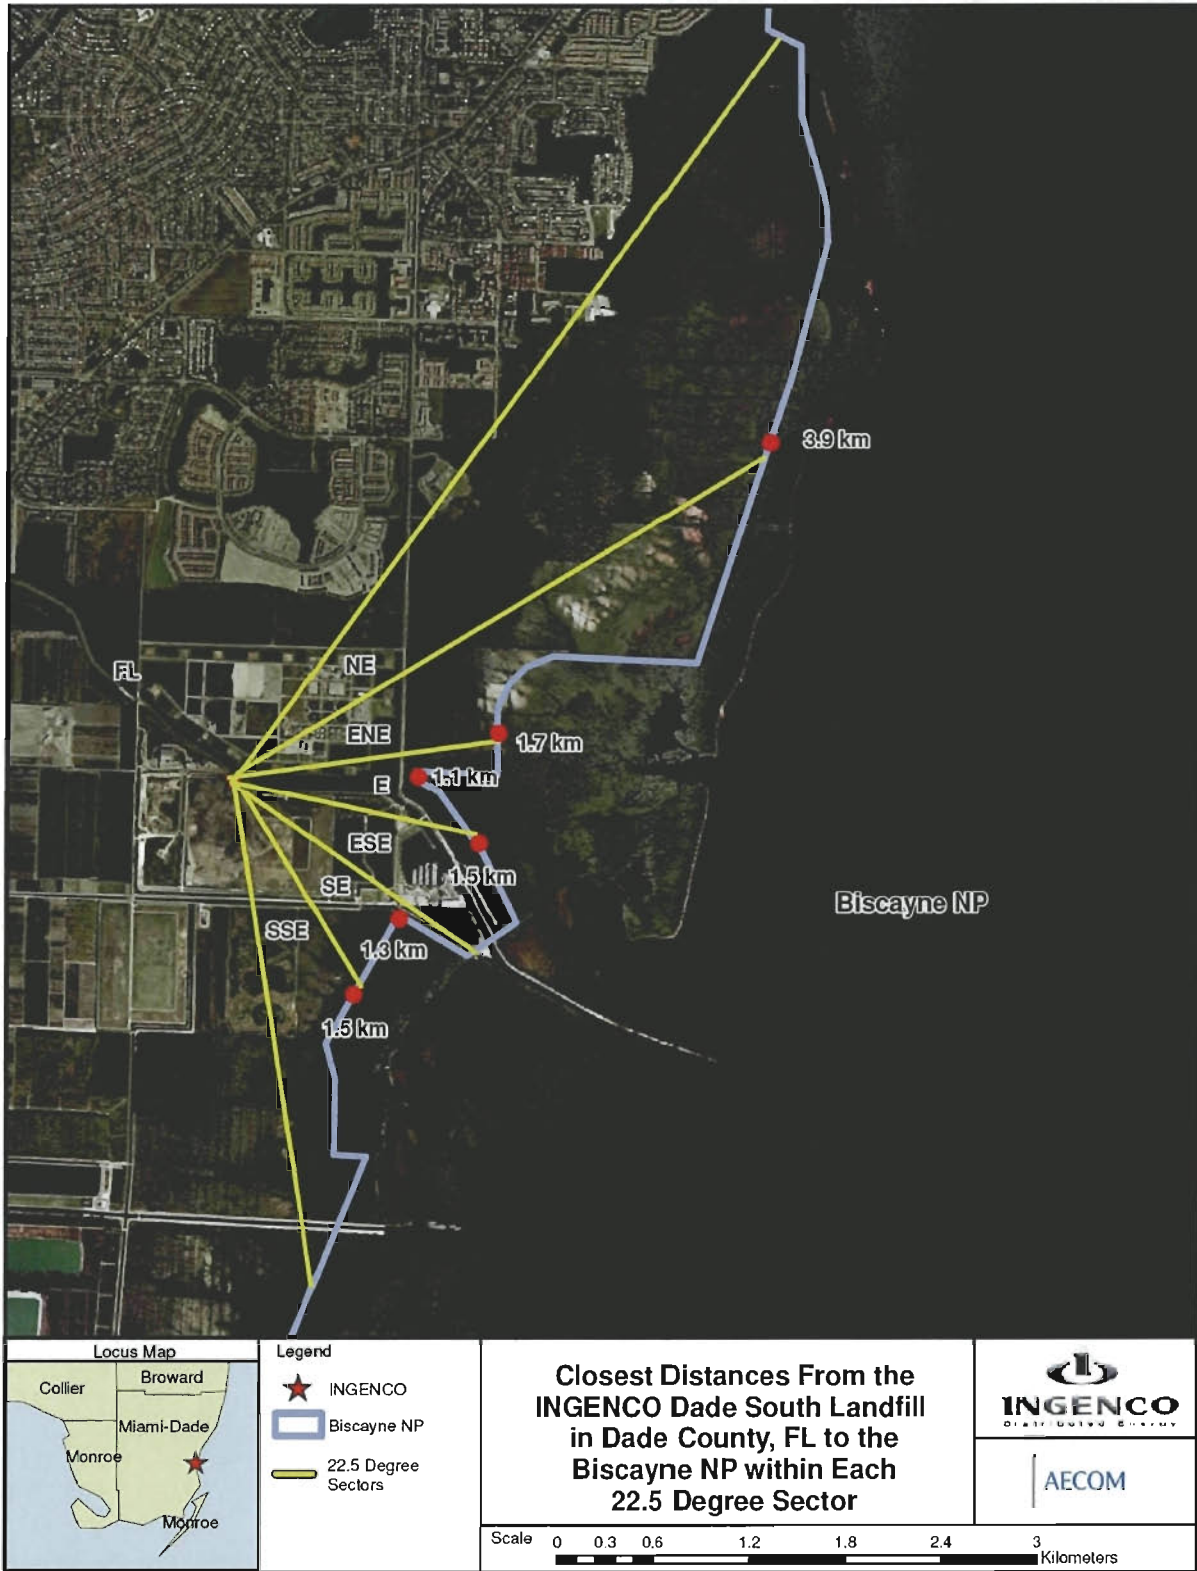 3.9 km
FL
NE
ENE
1.7 km
E
1.1 km
ESE
1.5 km
SE
Biscayne NP
SSE
1.3 km
1.5 km
Locus Map
Collier
Broward
Miami-Dade
Monroe
Monroe
Legend
INGENCO
Biscayne NP
22.5 Degree
Sectors
Closest Distances From the
INGENCO Dade South Landfill
in Dade County, FL to the
Biscayne NP within Each
22.5 Degree Sector
INGENCO
Distributed Energy
AECOM
Scale 0 0.3 0.6 1.2 1.8 2.4 3
Kilometers